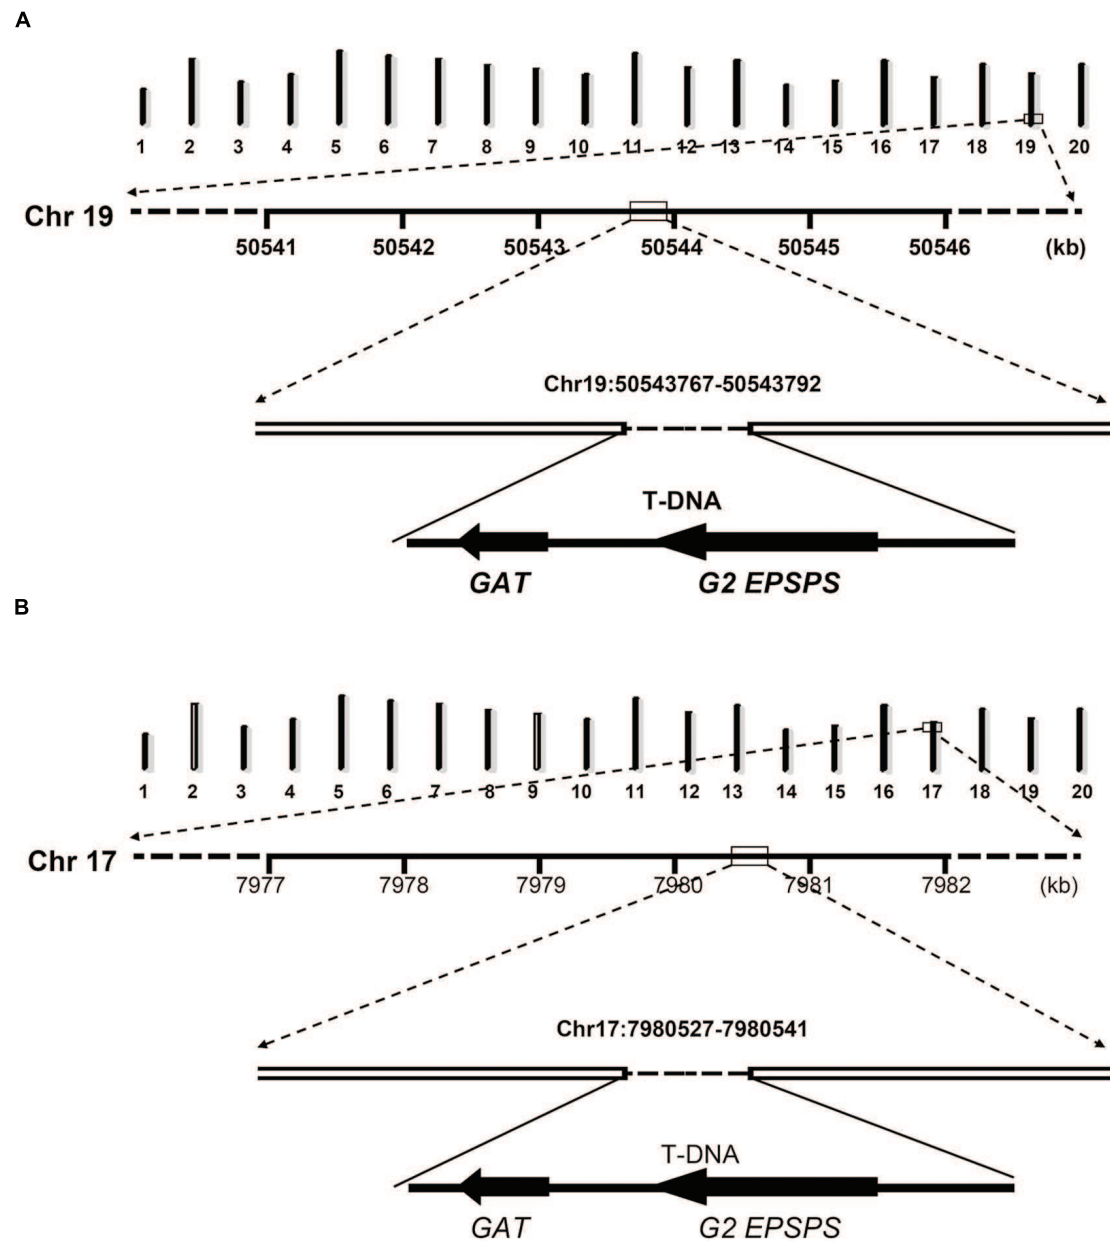 A
1 2 3 4 5 6 7 8 9 10 11 12 13 14 15 16 17 18 19 20
Chr 19
50541 50542 50543 50544 50545 50546 (kb)
Chr19:50543767-50543792
T-DNA
GAT G2 EPSPS
B
1 2 3 4 5 6 7 8 9 10 11 12 13 14 15 16 17 18 19 20
Chr 17
7977 7978 7979 7980 7981 7982 (kb)
Chr17:7980527-7980541
T-DNA
GAT G2 EPSPS